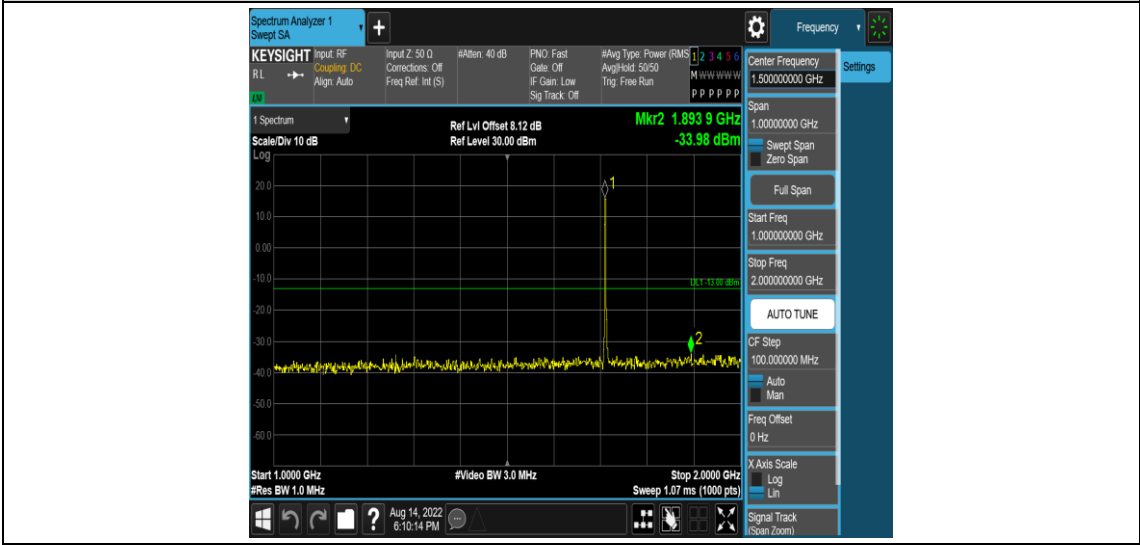 Spectrum Analyzer 1
Swept SA
+
Frequency
KEYSIGHT
RL
LM
Input: RF
Coupling: DC
Align: Auto
Input Z: 50 Ω
Corrections: Off
Freq Ref: Int (S)
#Atten: 40 dB
PNO: Fast
Gate: Off
IF Gain: Low
Sig Track: Off
#Avg Type: Power (RMS
Avg|Hold: 50/50
Trig: Free Run
1 2 3 4 5 6
M W W W W W
P P P P P P
1 Spectrum
Scale/Div 10 dB
Log
Ref Lvl Offset 8.12 dB
Ref Level 30.00 dBm
Mkr2 1.893 9 GHz
-33.98 dBm
1
20.0
10.0
0.00
-10.0
DL1 -13.00 dBm
-20.0
-30.0
2
-40.0
-50.0
-60.0
Start 1.0000 GHz
#Res BW 1.0 MHz
#Video BW 3.0 MHz
Stop 2.0000 GHz
Sweep 1.07 ms (1000 pts)
?
Aug 14, 2022
6:10:14 PM
Center Frequency
1.500000000 GHz
Settings
Span
1.00000000 GHz
Swept Span
Zero Span
Full Span
Start Freq
1.000000000 GHz
Stop Freq
2.000000000 GHz
AUTO TUNE
CF Step
100.000000 MHz
Auto
Man
Freq Offset
0 Hz
X Axis Scale
Log
Lin
Signal Track
(Span Zoom)